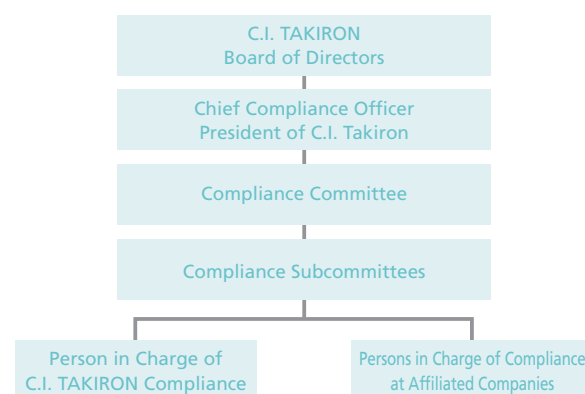 C.I. TAKIRON
Board of Directors
Chief Compliance Officer
President of C.I. Takiron
Compliance Committee
Compliance Subcommittees
Person in Charge of
C.I. TAKIRON Compliance
Persons in Charge of Compliance
at Affiliated Companies